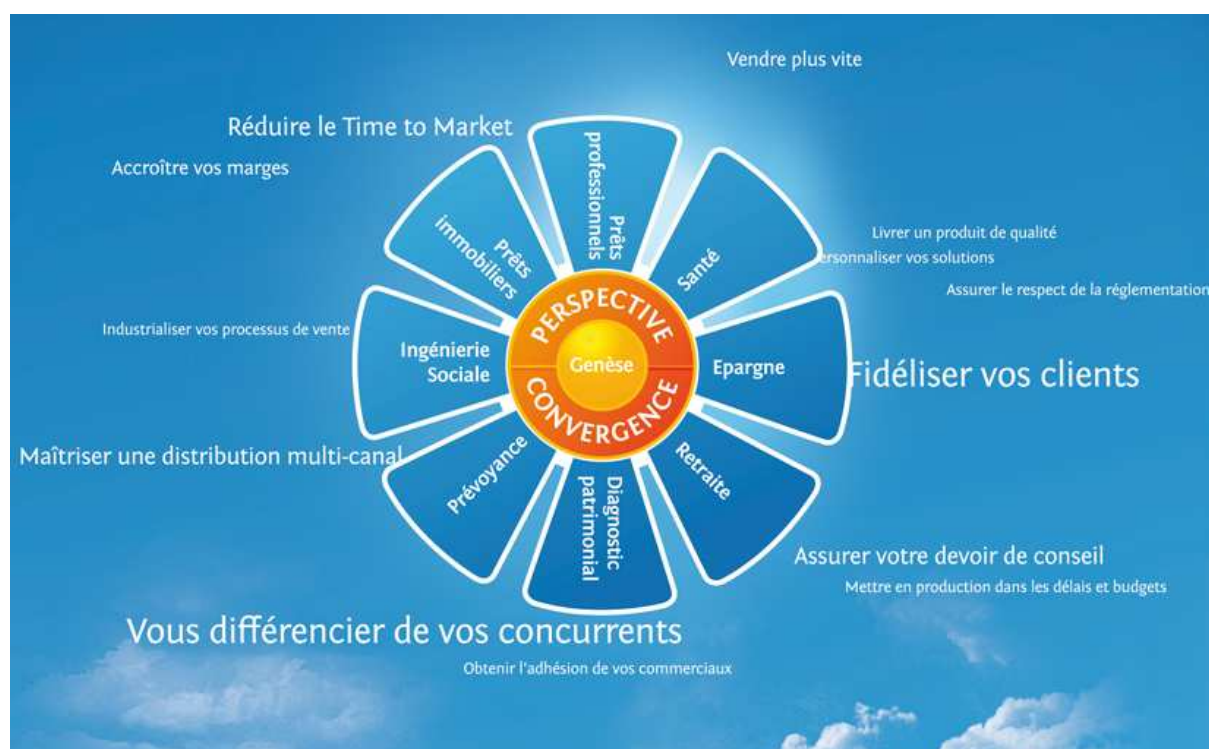 Vendre plus vite
Réduire le Time to Market
Accroître vos marges
Prêts
professionnels
Prêts
immobiliers
Santé
Livrer un produit de qualité
ersonnaliser vos solutions
Assurer le respect de la réglementation
Industrialiser vos processus de vente
Ingénierie
Sociale
PERSPECTIVE
Genèse
CONVERGENCE
Epargne
Fidéliser vos clients
Maîtriser une distribution multi-canal
Prévoyance
Diagnostic
patrimonial
Retraite
Assurer votre devoir de conseil
Mettre en production dans les délais et budgets
Vous différencier de vos concurrents
Obtenir l'adhésion de vos commerciaux